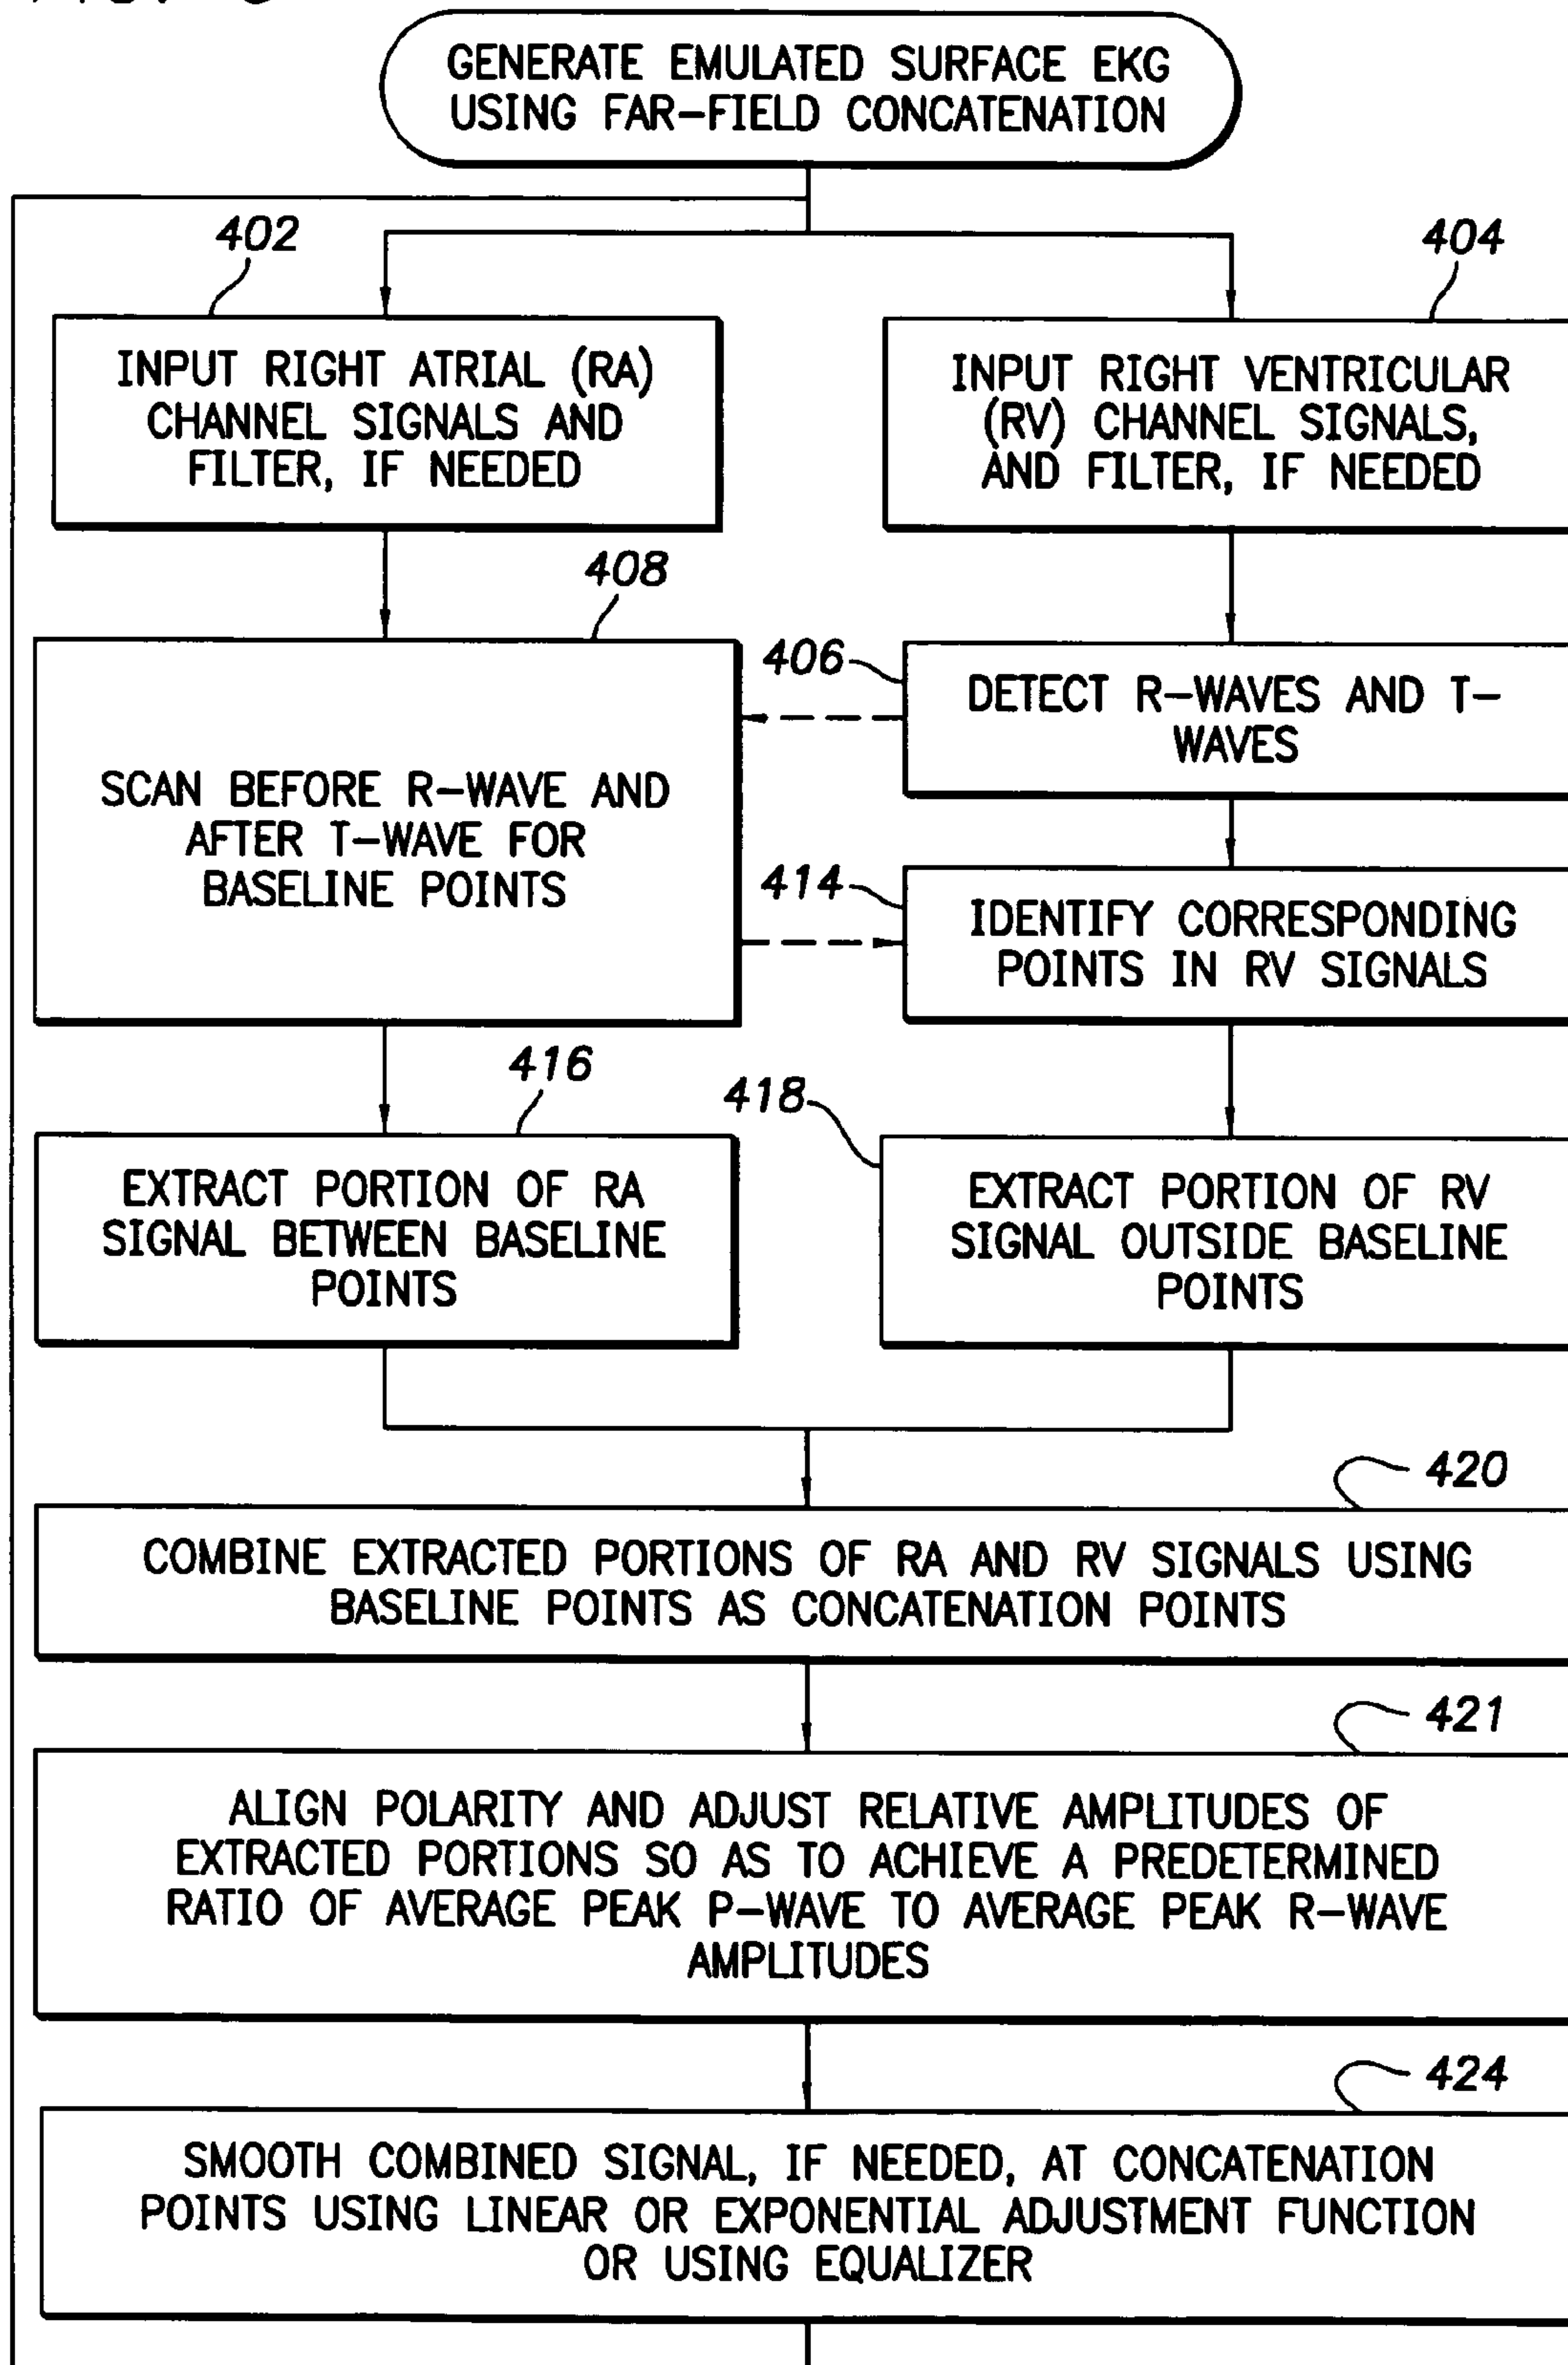 GENERATE EMULATED SURFACE EKG
USING FAR-FIELD CONCATENATION
402
404
INPUT RIGHT ATRIAL (RA)
CHANNEL SIGNALS AND
FILTER, IF NEEDED
INPUT RIGHT VENTRICULAR
(RV) CHANNEL SIGNALS,
AND FILTER, IF NEEDED
408
406
DETECT R-WAVES AND T-
WAVES
SCAN BEFORE R-WAVE AND
AFTER T-WAVE FOR
BASELINE POINTS
414
IDENTIFY CORRESPONDING
POINTS IN RV SIGNALS
416
418
EXTRACT PORTION OF RA
SIGNAL BETWEEN BASELINE
POINTS
EXTRACT PORTION OF RV
SIGNAL OUTSIDE BASELINE
POINTS
420
COMBINE EXTRACTED PORTIONS OF RA AND RV SIGNALS USING
BASELINE POINTS AS CONCATENATION POINTS
421
ALIGN POLARITY AND ADJUST RELATIVE AMPLITUDES OF
EXTRACTED PORTIONS SO AS TO ACHIEVE A PREDETERMINED
RATIO OF AVERAGE PEAK P-WAVE TO AVERAGE PEAK R-WAVE
AMPLITUDES
424
SMOOTH COMBINED SIGNAL, IF NEEDED, AT CONCATENATION
POINTS USING LINEAR OR EXPONENTIAL ADJUSTMENT FUNCTION
OR USING EQUALIZER